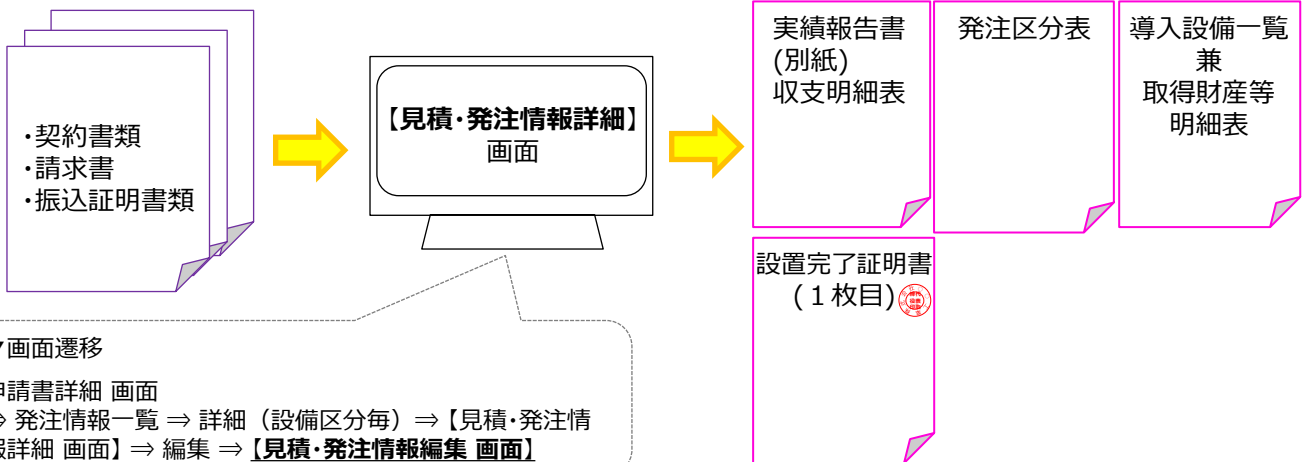 ・契約書類
・請求書
・振込証明書類
【見積・発注情報詳細】
画面
実績報告書
(別紙)
収支明細表
発注区分表
導入設備一覧
兼
取得財産等
明細表
設置完了証明書
(１枚目)
画面遷移
申請書詳細 画面
⇒ 発注情報一覧 ⇒ 詳細（設備区分毎）⇒【見積・発注情
報詳細 画面】⇒ 編集 ⇒【見積・発注情報編集 画面】